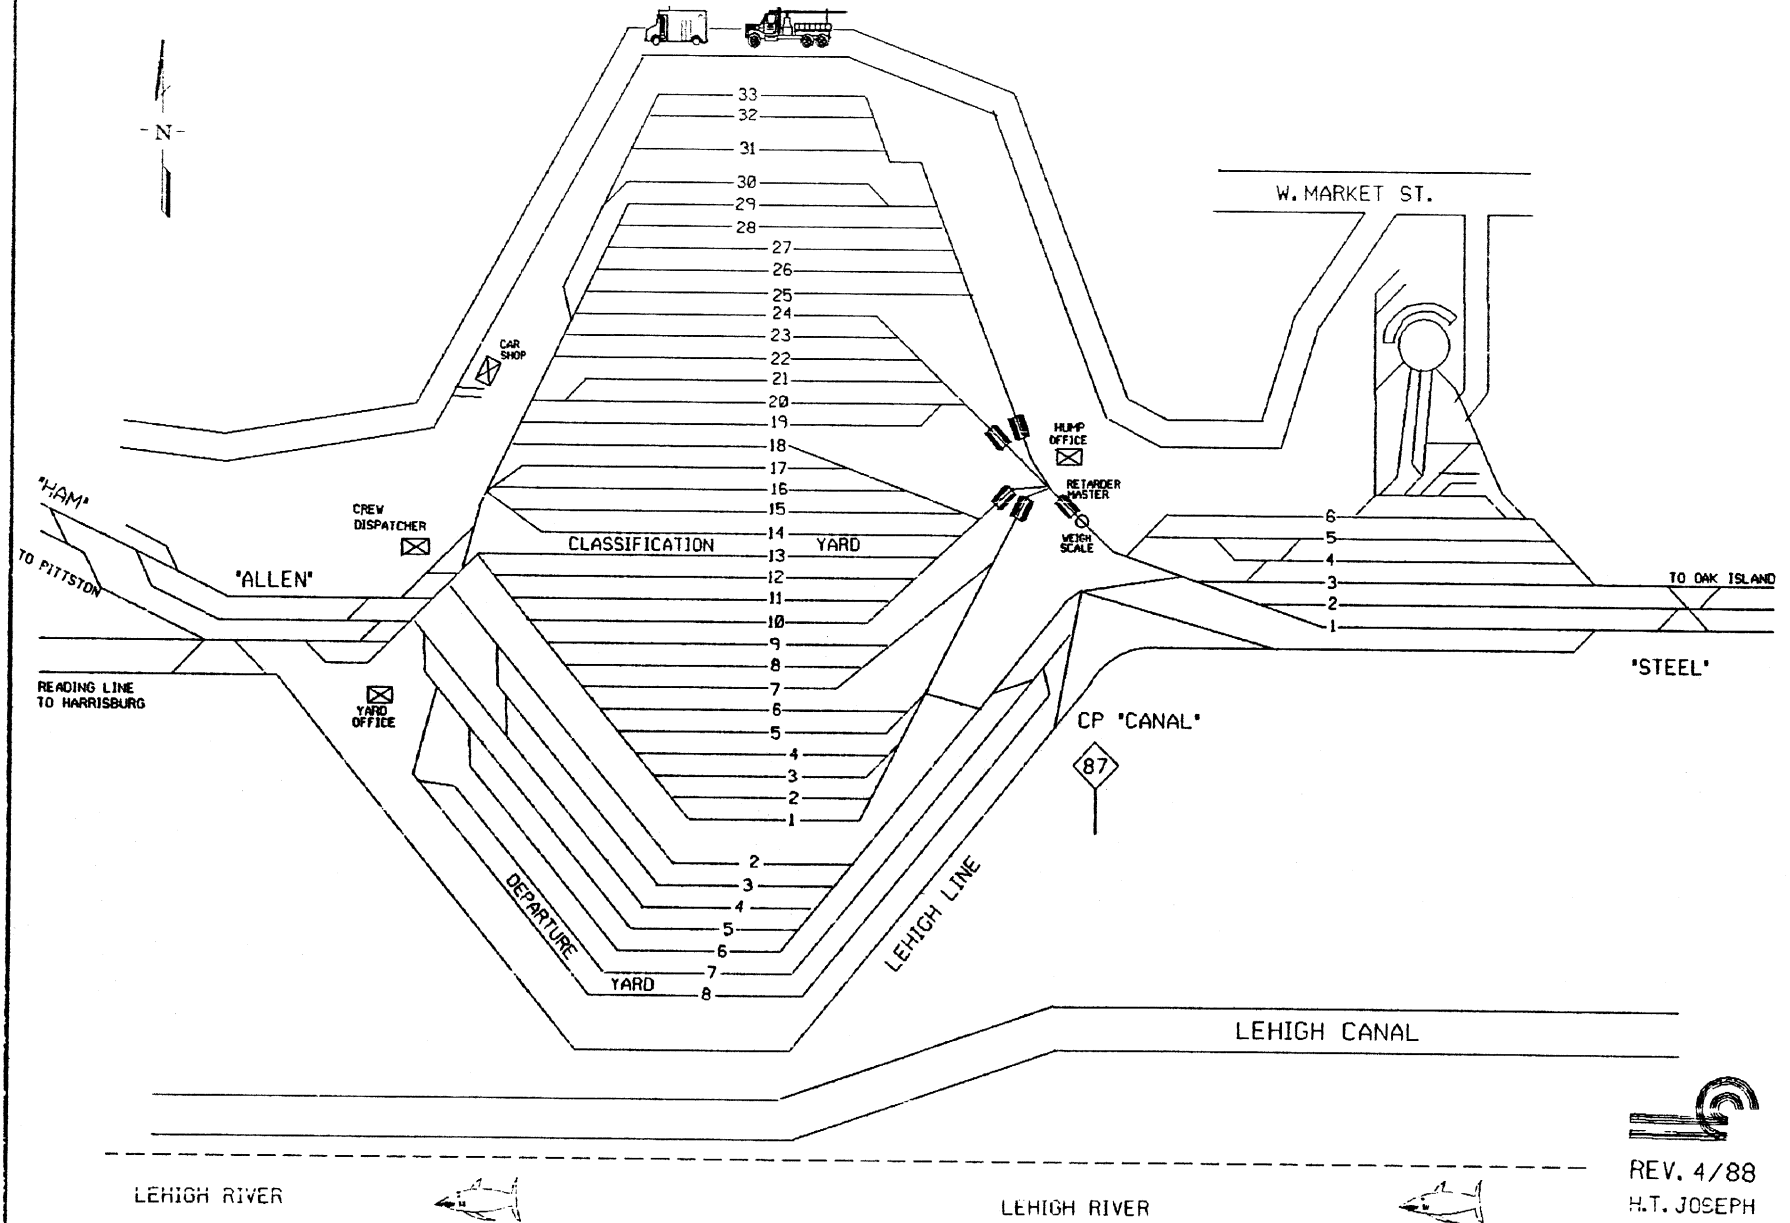 33
32
31
30
29
28
27
26
25
24
23
22
21
20
19
18
17
16
15
14
13
12
11
10
9
8
7
6
5
4
3
2
1
-N-
W. MARKET ST.
CAR
SHOP
HUMP
OFFICE
RETARDER
MASTER
WEIGH
SCALE
"HAM"
CREW
DISPATCHER
CLASSIFICATION YARD
TO PITTSTON
"ALLEN"
6
5
4
3
2
1
TO OAK ISLAND
"STEEL"
READING LINE
TO HARRISBURG
YARD
OFFICE
CP "CANAL"
87
2
3
4
5
6
7
8
DEPARTURE
YARD
LEHIGH LINE
LEHIGH CANAL
LEHIGH RIVER
LEHIGH RIVER
REV. 4/88
H.T. JOSEPH